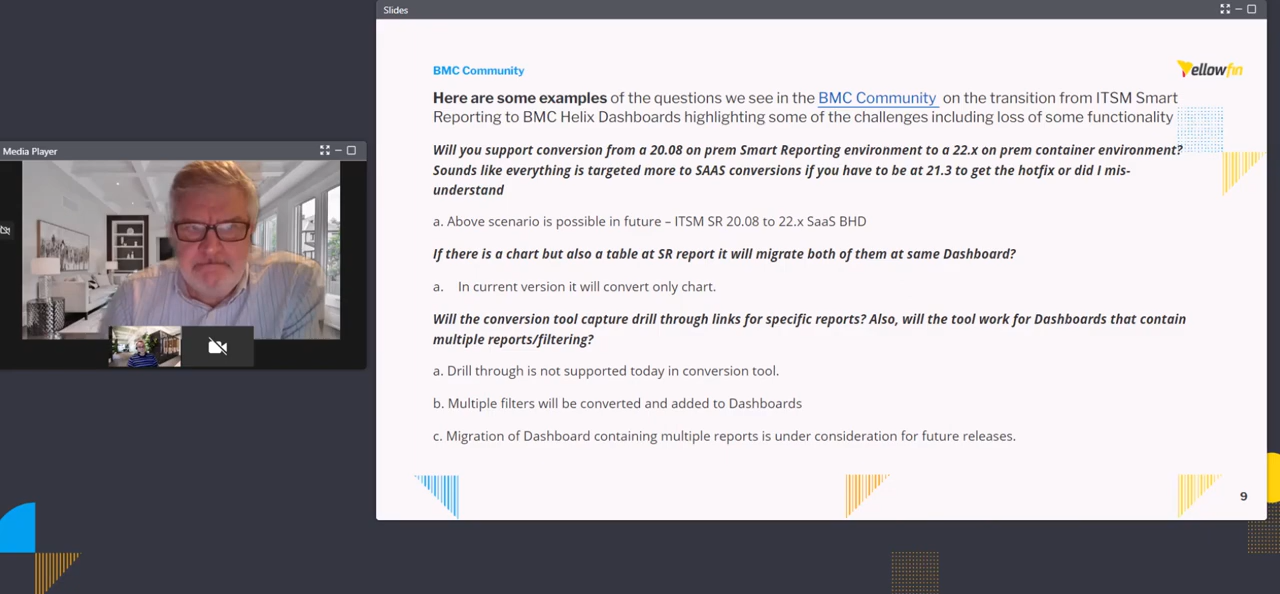 Slides
Media Player
BMC Community
Yellowfin
Here are some examples of the questions we see in the BMC Community on the transition from ITSM Smart
Reporting to BMC Helix Dashboards highlighting some of the challenges including loss of some functionality
Will you support conversion from a 20.08 on prem Smart Reporting environment to a 22.x on prem container environment?
Sounds like everything is targeted more to SAAS conversions if you have to be at 21.3 to get the hotfix or did I mis-
understand
a. Above scenario is possible in future – ITSM SR 20.08 to 22.x SaaS BHD
If there is a chart but also a table at SR report it will migrate both of them at same Dashboard?
a. In current version it will convert only chart.
Will the conversion tool capture drill through links for specific reports? Also, will the tool work for Dashboards that contain
multiple reports/filtering?
a. Drill through is not supported today in conversion tool.
b. Multiple filters will be converted and added to Dashboards
c. Migration of Dashboard containing multiple reports is under consideration for future releases.
9